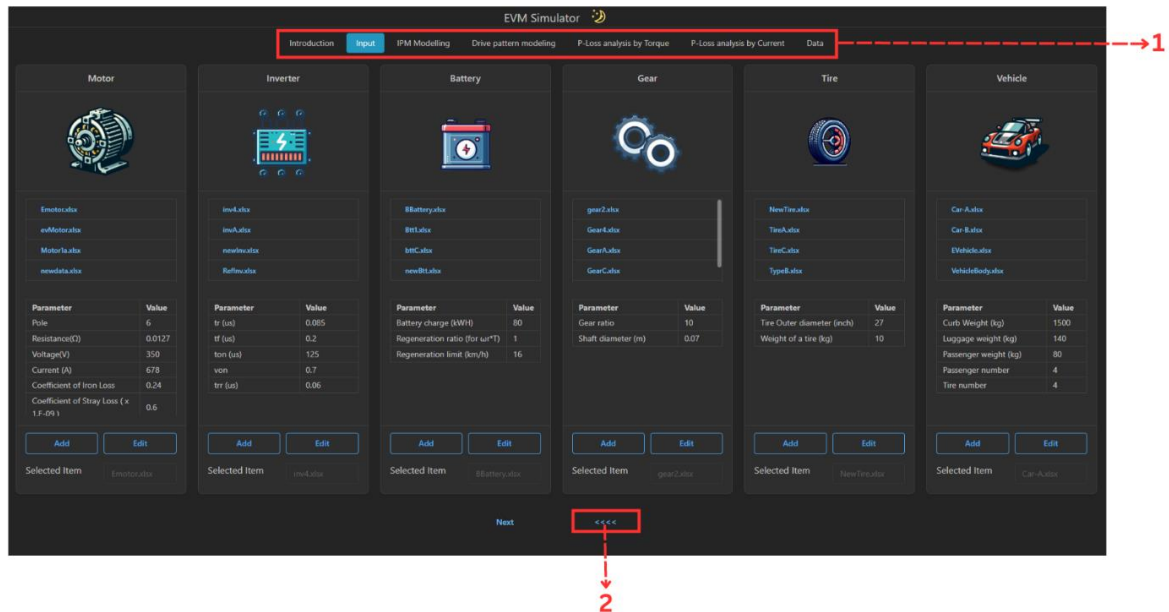 EVM Simulator
Introduction Input IPM Modelling Drive pattern modeling P-Loss analysis by Torque P-Loss analysis by Current Data
1
Motor
Emotor.xlsx
evMotor.xlsx
Motor1a.xlsx
newdata.xlsx
Parameter Value
Pole 6
Resistance(Ω) 0.0127
Voltage(V) 350
Current (A) 678
Coefficient of Iron Loss 0.24
Coefficient of Stray Loss ( x
1.E-09 ) 0.6
Add Edit
Selected Item Emotor.xlsx
Inverter
inv4.xlsx
invA.xlsx
newInv.xlsx
RefInv.xlsx
Parameter Value
tr (us) 0.085
tf (us) 0.2
ton (us) 125
von 0.7
trr (us) 0.06
Add Edit
Selected Item inv4.xlsx
Battery
BBattery.xlsx
Btt1.xlsx
bttC.xlsx
newBtt.xlsx
Parameter Value
Battery charge (kWH) 80
Regeneration ratio (for ωr*T) 1
Regeneration limit (km/h) 16
Add Edit
Selected Item BBattery.xlsx
Gear
gear2.xlsx
Gear4.xlsx
GearA.xlsx
GearC.xlsx
Parameter Value
Gear ratio 10
Shaft diameter (m) 0.07
Add Edit
Selected Item gear2.xlsx
Tire
NewTire.xlsx
TireA.xlsx
TireC.xlsx
TypeB.xlsx
Parameter Value
Tire Outer diameter (inch) 27
Weight of a tire (kg) 10
Add Edit
Selected Item NewTire.xlsx
Vehicle
Car-A.xlsx
Car-B.xlsx
EVehicle.xlsx
VehicleBody.xlsx
Parameter Value
Curb Weight (kg) 1500
Luggage weight (kg) 140
Passenger weight (kg) 80
Passenger number 4
Tire number 4
Add Edit
Selected Item Car-A.xlsx
Next <<<<
2